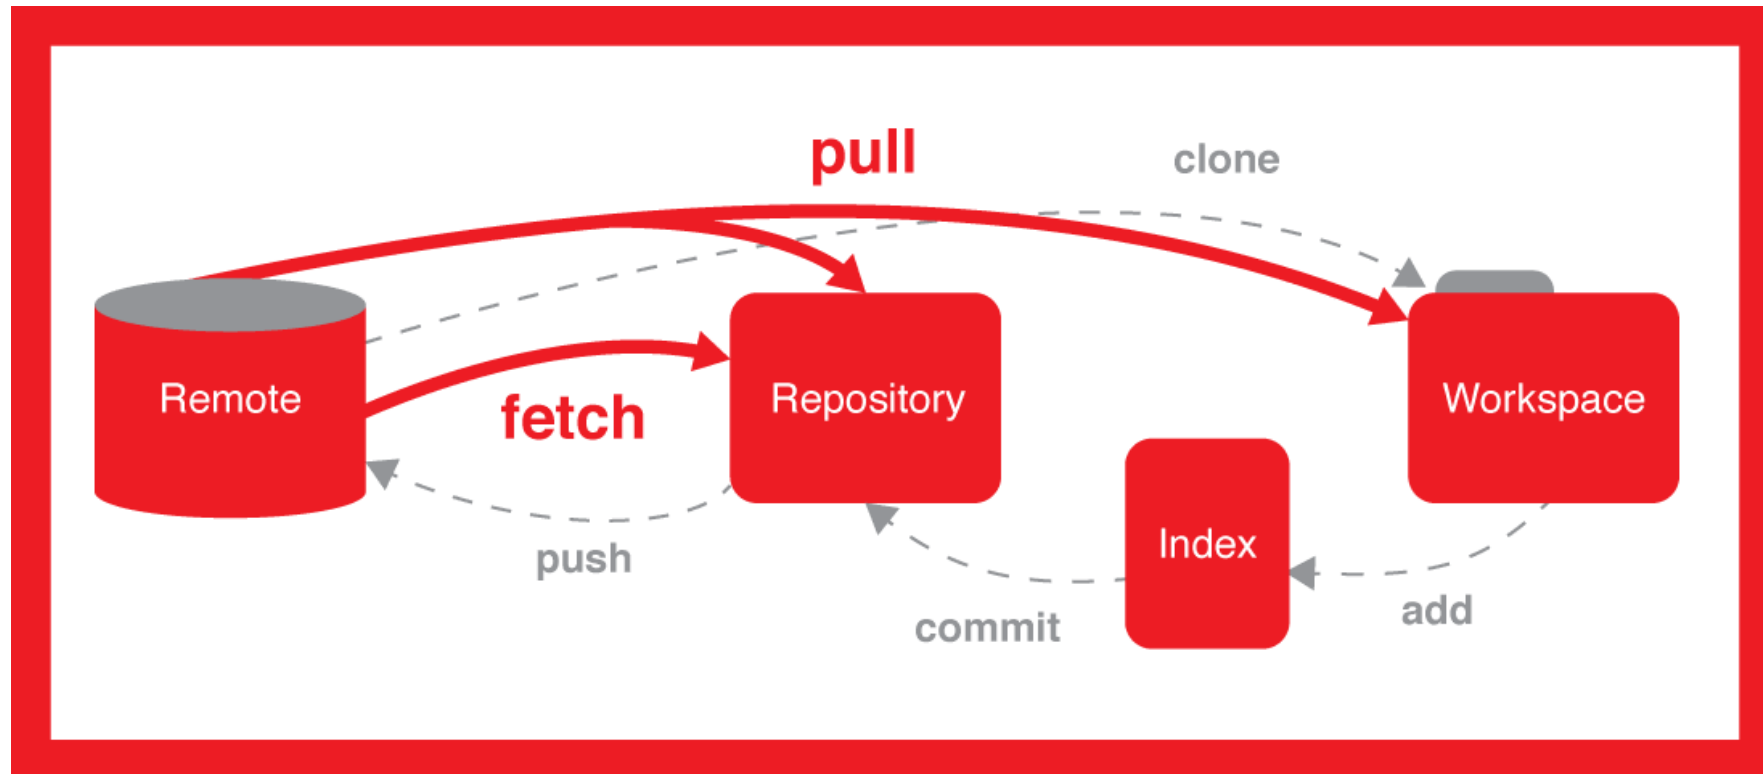 pull
clone
Remote
fetch
Repository
Workspace
push
Index
commit
add